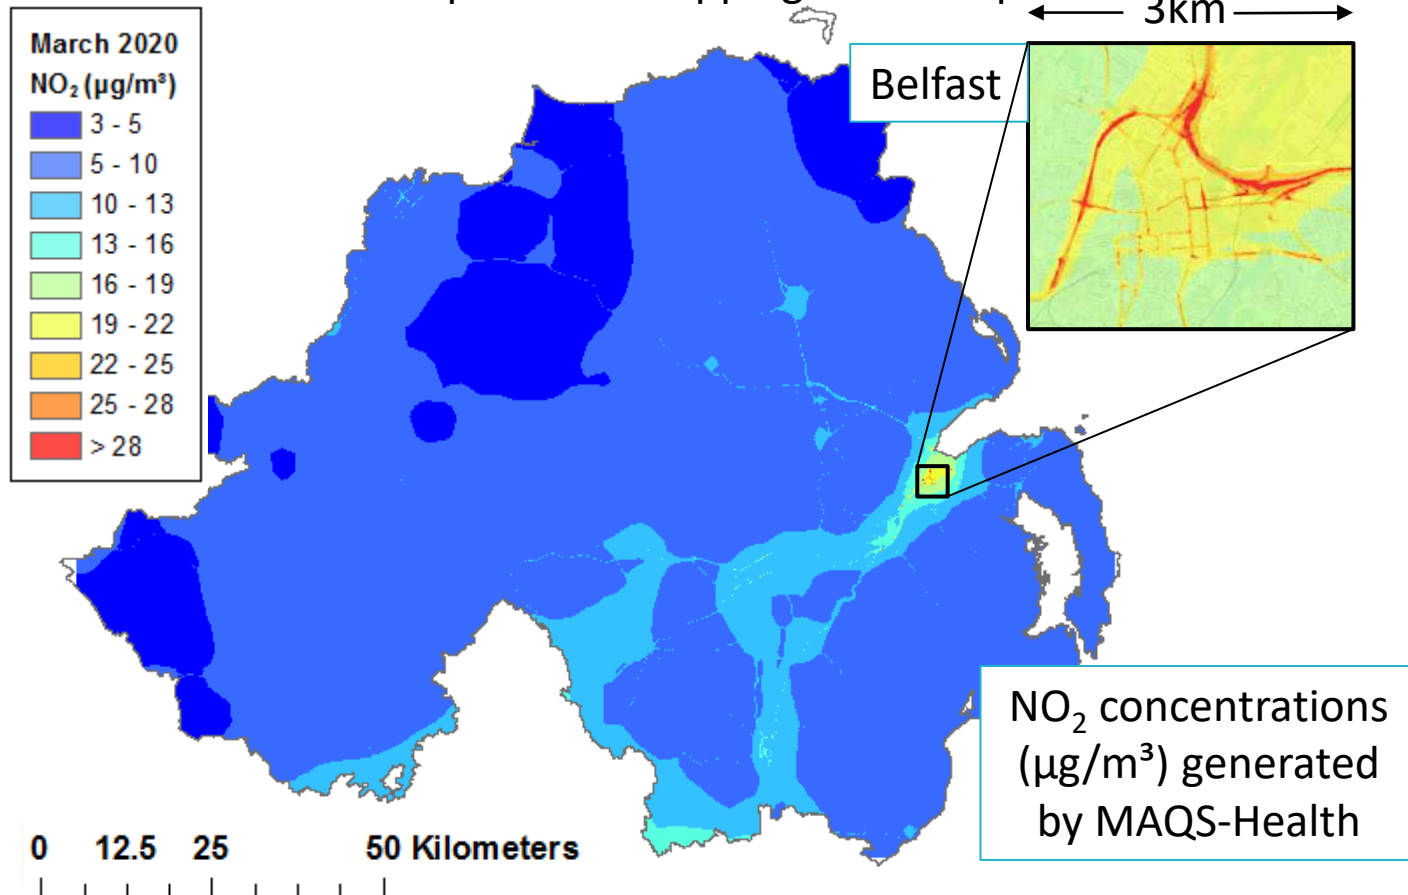 3km
March 2020
NO₂ (µg/m³)
3 - 5
5 - 10
10 - 13
13 - 16
16 - 19
19 - 22
22 - 25
25 - 28
> 28
Belfast
NO₂ concentrations
(µg/m³) generated
by MAQS-Health
0 12.5 25 50 Kilometers